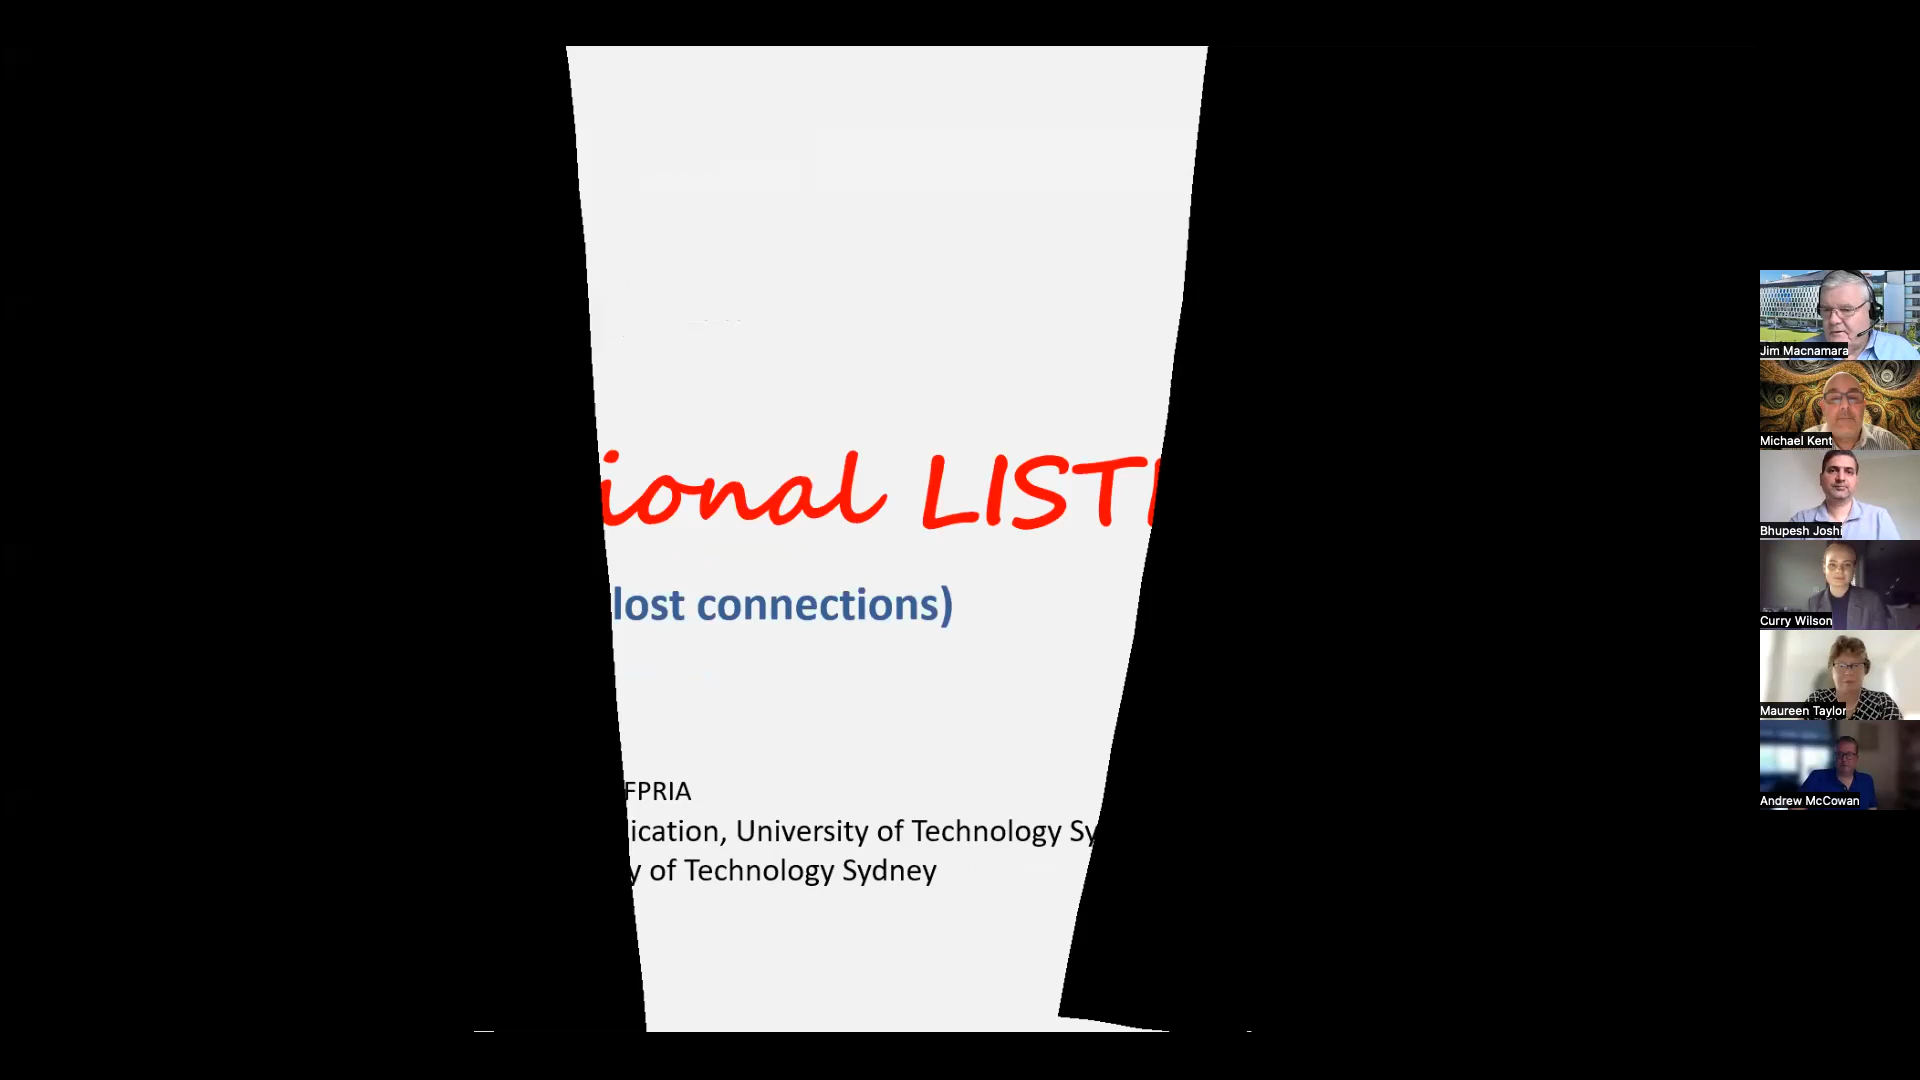 ional LIST
lost connections)
FPRIA
ication, University of Technology Sy
y of Technology Sydney
Jim Macnamara
Michael Kent
Bhupesh Joshi
Curry Wilson
Maureen Taylor
Andrew McCowan